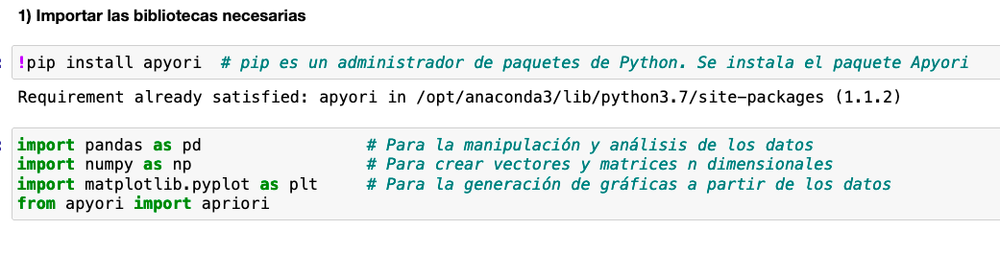 1) Importar las bibliotecas necesarias
!pip install apyori  # pip es un administrador de paquetes de Python. Se instala el paquete Apyori
Requirement already satisfied: apyori in /opt/anaconda3/lib/python3.7/site-packages (1.1.2)
import pandas as pd                 # Para la manipulación y análisis de los datos
import numpy as np                  # Para crear vectores y matrices n dimensionales
import matplotlib.pyplot as plt     # Para la generación de gráficas a partir de los datos
from apyori import apriori